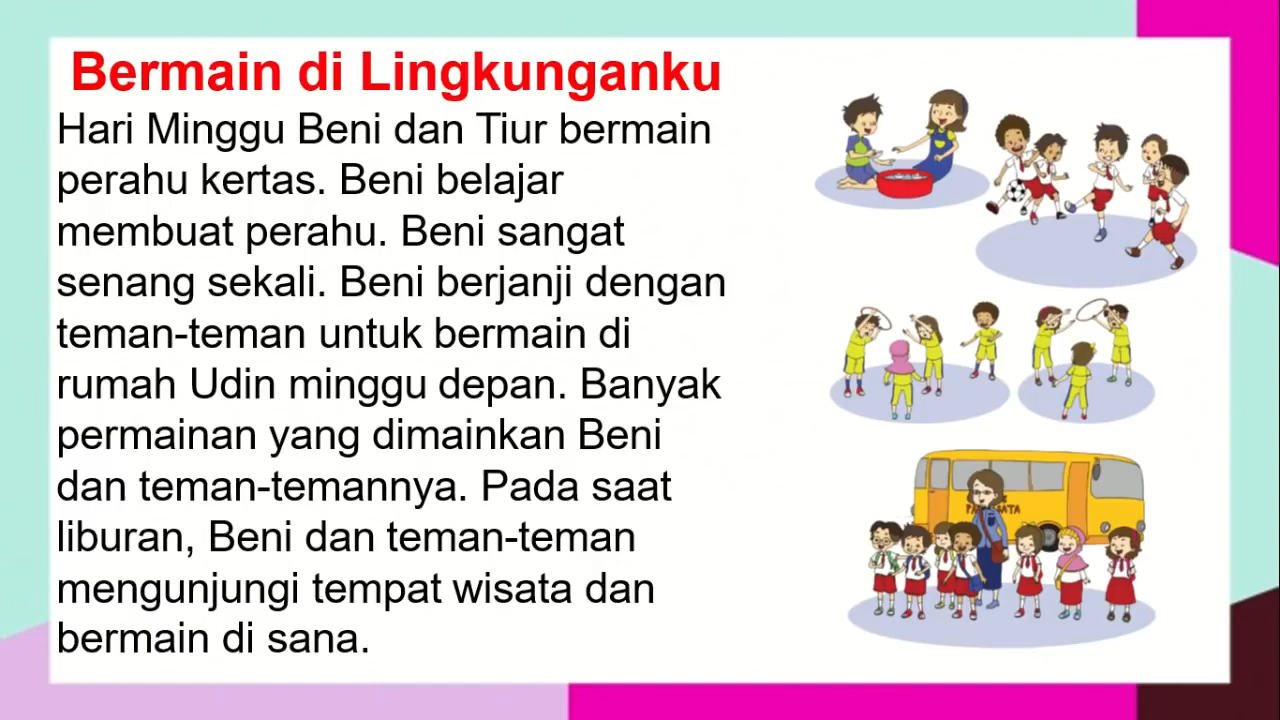 Bermain di Lingkunganku
Hari Minggu Beni dan Tiur bermain
perahu kertas. Beni belajar
membuat perahu. Beni sangat
senang sekali. Beni berjanji dengan
teman-teman untuk bermain di
rumah Udin minggu depan. Banyak
permainan yang dimainkan Beni
dan teman-temannya. Pada saat
liburan, Beni dan teman-teman
mengunjungi tempat wisata dan
bermain di sana.